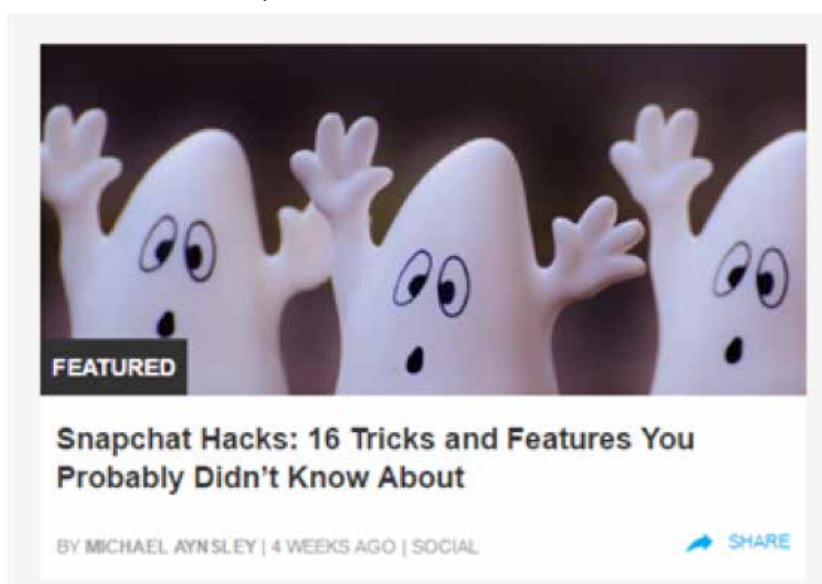 FEATURED
Snapchat Hacks: 16 Tricks and Features You
Probably Didn't Know About
BY MICHAEL AYNSLEY | 4 WEEKS AGO | SOCIAL
SHARE